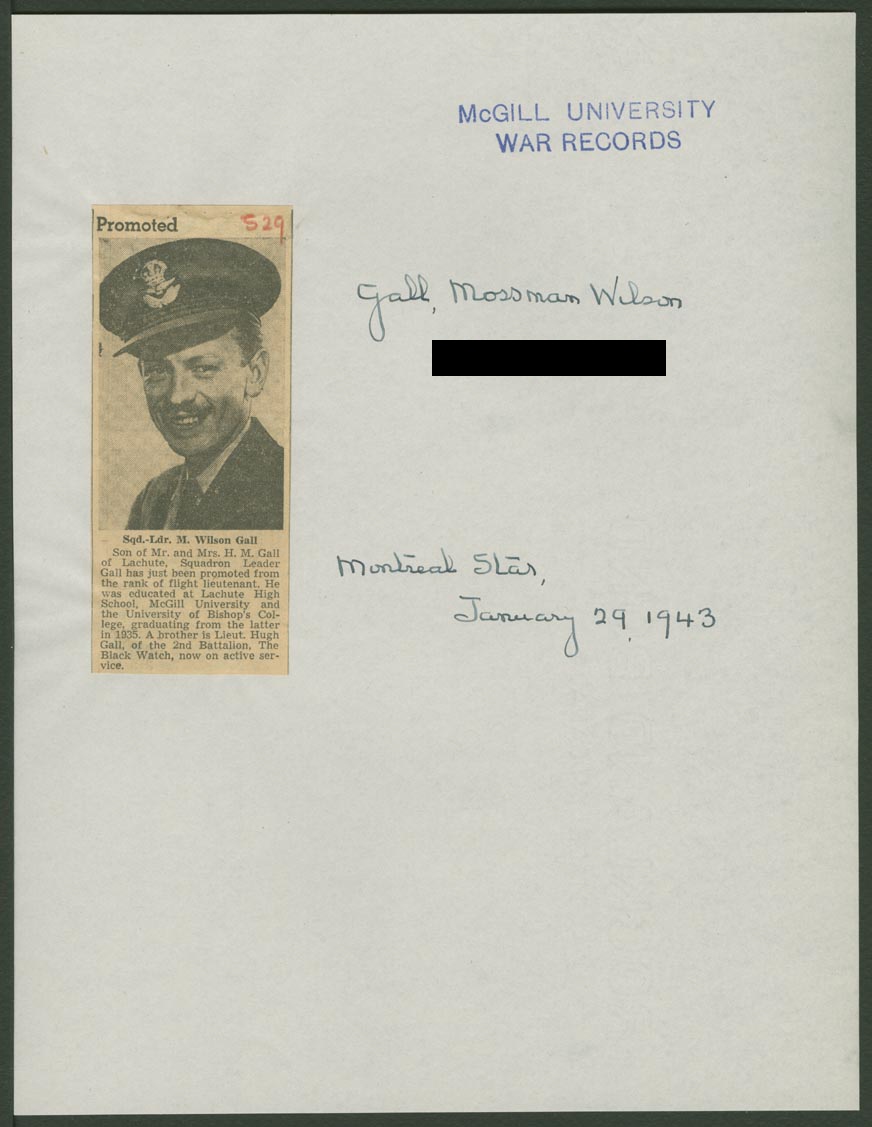 McGILL UNIVERSITY
WAR RECORDS
Promoted
S29
Gall, Mossman Wilson
Sqd.-Ldr. M. Wilson Gall
Son of Mr. and Mrs. H. M. Gall
of Lachute, Squadron Leader
Gall has just been promoted from
the rank of flight lieutenant. He
was educated at Lachute High
School, McGill University and
the University of Bishop's Col-
lege, graduating from the latter
in 1935. A brother is Lieut. Hugh
Gall, of the 2nd Battalion, The
Black Watch, now on active ser-
vice.
Montreal Star,
January 29, 1943